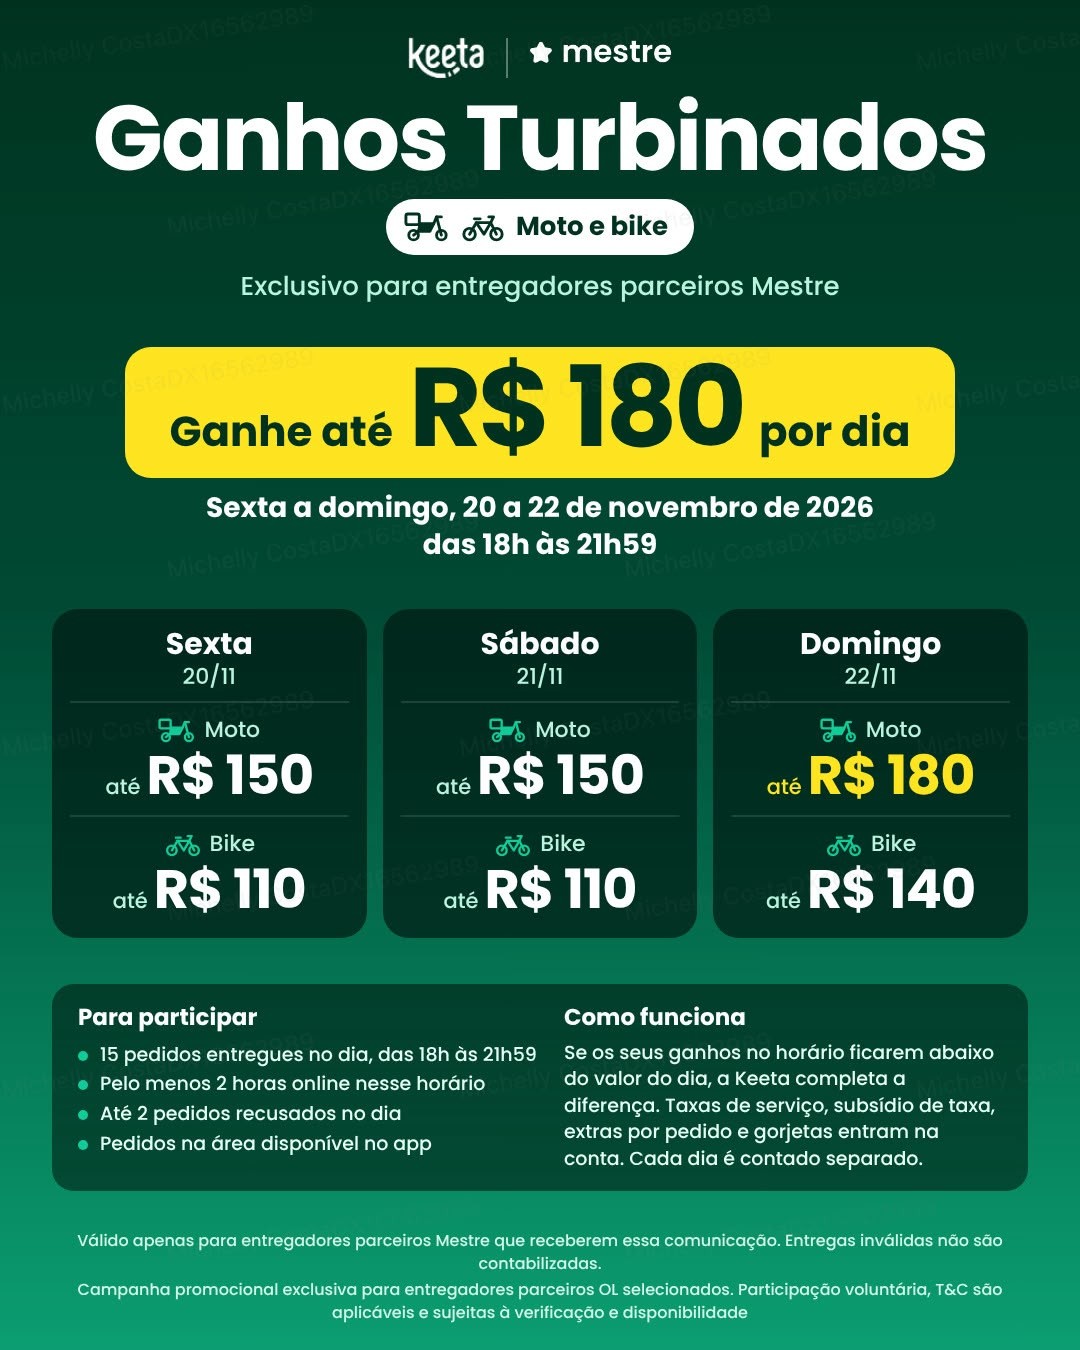 keeta | mestre
Ganhos Turbinados
Moto e bike
Exclusivo para entregadores parceiros Mestre
Ganhe até R$ 180 por dia
Sexta a domingo, 20 a 22 de novembro de 2026
das 18h às 21h59
Sexta
20/11
Moto
até R$ 150
Bike
até R$ 110
Sábado
21/11
Moto
até R$ 150
Bike
até R$ 110
Domingo
22/11
Moto
até R$ 180
Bike
até R$ 140
Para participar
15 pedidos entregues no dia, das 18h às 21h59
Pelo menos 2 horas online nesse horário
Até 2 pedidos recusados no dia
Pedidos na área disponível no app
Como funciona
Se os seus ganhos no horário ficarem abaixo
do valor do dia, a Keeta completa a
diferença. Taxas de serviço, subsídio de taxa,
extras por pedido e gorjetas entram na
conta. Cada dia é contado separado.
Válido apenas para entregadores parceiros Mestre que receberem essa comunicação. Entregas inválidas não são
contabilizadas.
Campanha promocional exclusiva para entregadores parceiros OL selecionados. Participação voluntária, T&C são
aplicáveis e sujeitas à verificação e disponibilidade
Michelly CostaDX16562989